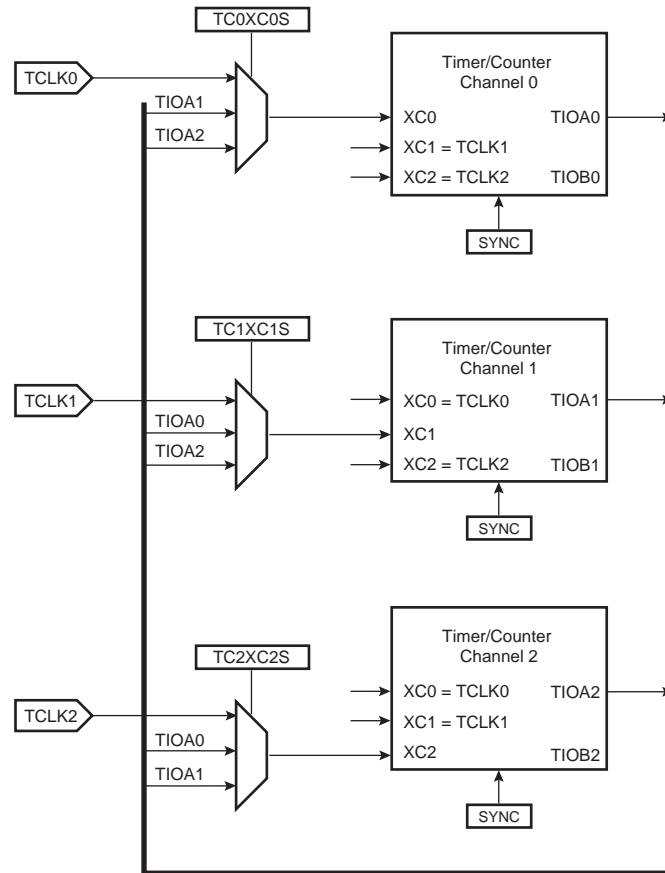 TC0XC0S
TCLK0
TIOA1
TIOA2
Timer/Counter
Channel 0
XC0
TIOA0
XC1 = TCLK1
XC2 = TCLK2
TIOB0
SYNC
TC1XC1S
TCLK1
TIOA0
TIOA2
Timer/Counter
Channel 1
XC0 = TCLK0
TIOA1
XC1
XC2 = TCLK2
TIOB1
SYNC
TC2XC2S
TCLK2
TIOA0
TIOA1
Timer/Counter
Channel 2
XC0 = TCLK0
TIOA2
XC1 = TCLK1
XC2
TIOB2
SYNC